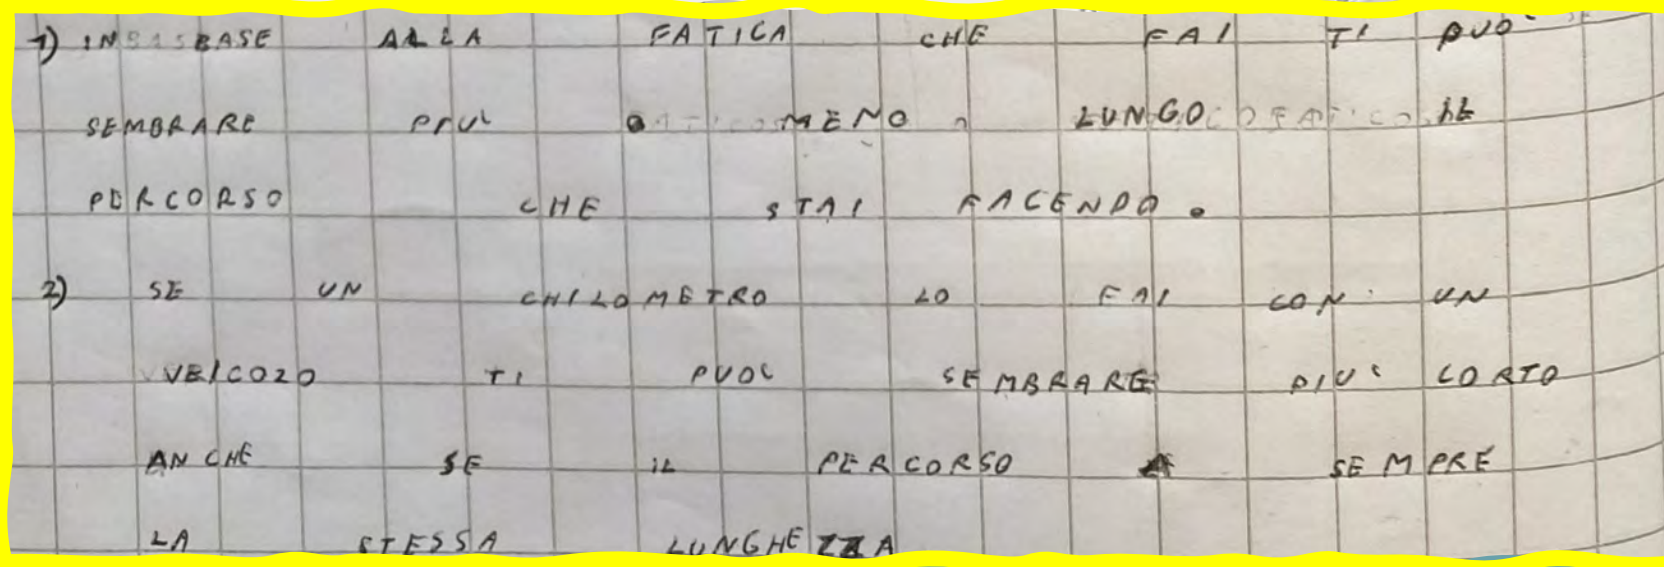 1) IN BASE ALLA FATICA CHE FAI TI PUO'
SEMBRARE PIU' O MENO LUNGO IL
PERCORSO CHE STAI FACENDO.
2) SE UN CHILOMETRO LO FAI CON UN
VEICOLO TI PUO' SEMBRARE PIU' CORTO
ANCHE SE IL PERCORSO A SEMPRE
LA STESSA LUNGHEZZA